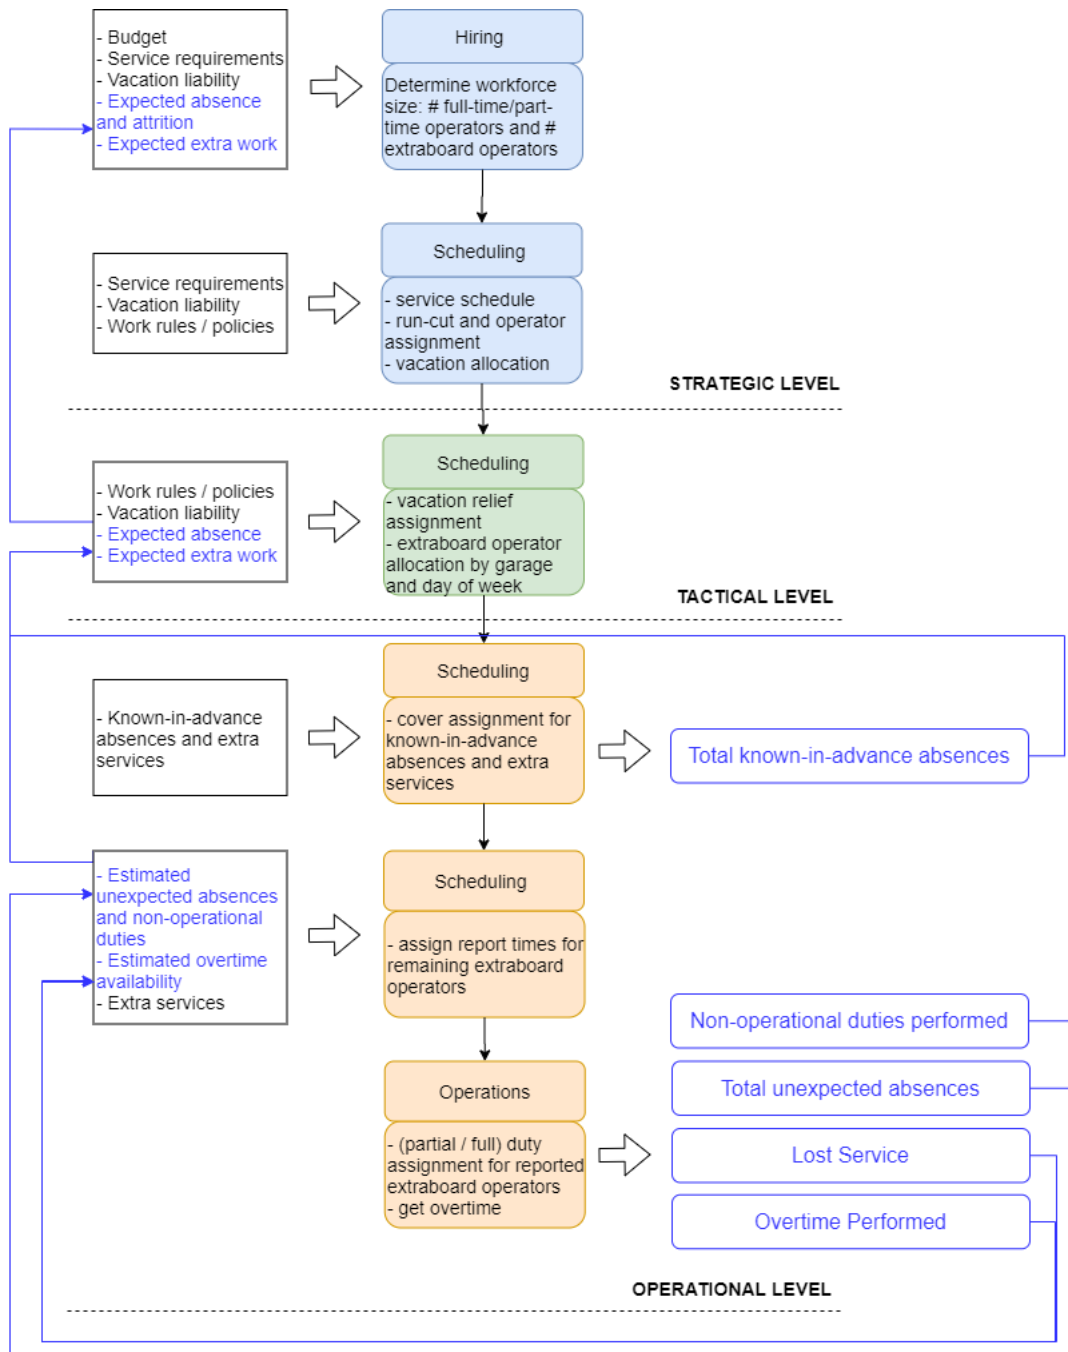 - Budget
- Service requirements
- Vacation liability
- Expected absence
and attrition
- Expected extra work
Hiring
Determine workforce
size: # full-time/part-
time operators and #
extraboard operators
- Service requirements
- Vacation liability
- Work rules / policies
Scheduling
- service schedule
- run-cut and operator
assignment
- vacation allocation
STRATEGIC LEVEL
- Work rules / policies
- Vacation liability
- Expected absence
- Expected extra work
Scheduling
- vacation relief
assignment
- extraboard operator
allocation by garage
and day of week
TACTICAL LEVEL
- Known-in-advance
absences and extra
services
Scheduling
- cover assignment for
known-in-advance
absences and extra
services
Total known-in-advance absences
- Estimated
unexpected absences
and non-operational
duties
- Estimated overtime
availability
- Extra services
Scheduling
- assign report times for
remaining extraboard
operators
Operations
- (partial / full) duty
assignment for reported
extraboard operators
- get overtime
Non-operational duties performed
Total unexpected absences
Lost Service
Overtime Performed
OPERATIONAL LEVEL